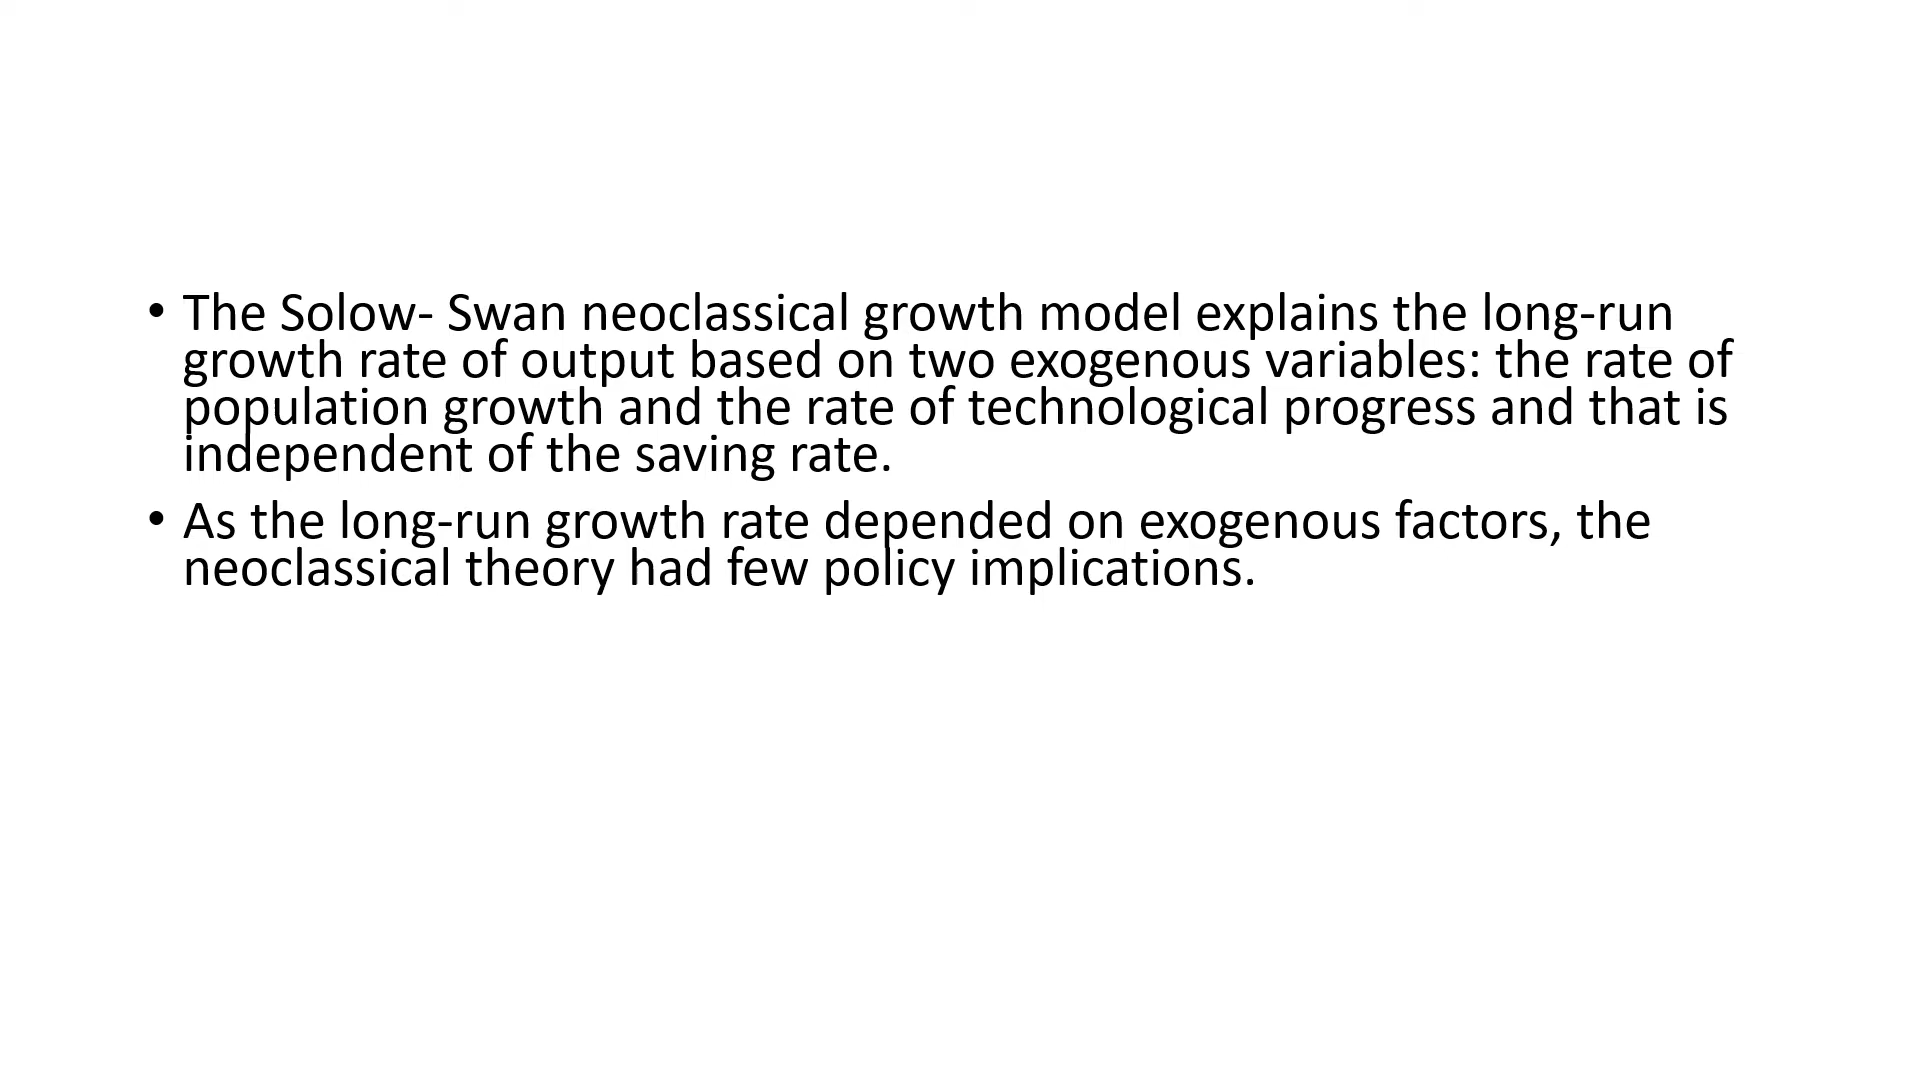 • The Solow- Swan neoclassical growth model explains the long-run
growth rate of output based on two exogenous variables: the rate of
population growth and the rate of technological progress and that is
independent of the saving rate.
• As the long-run growth rate depended on exogenous factors, the
neoclassical theory had few policy implications.